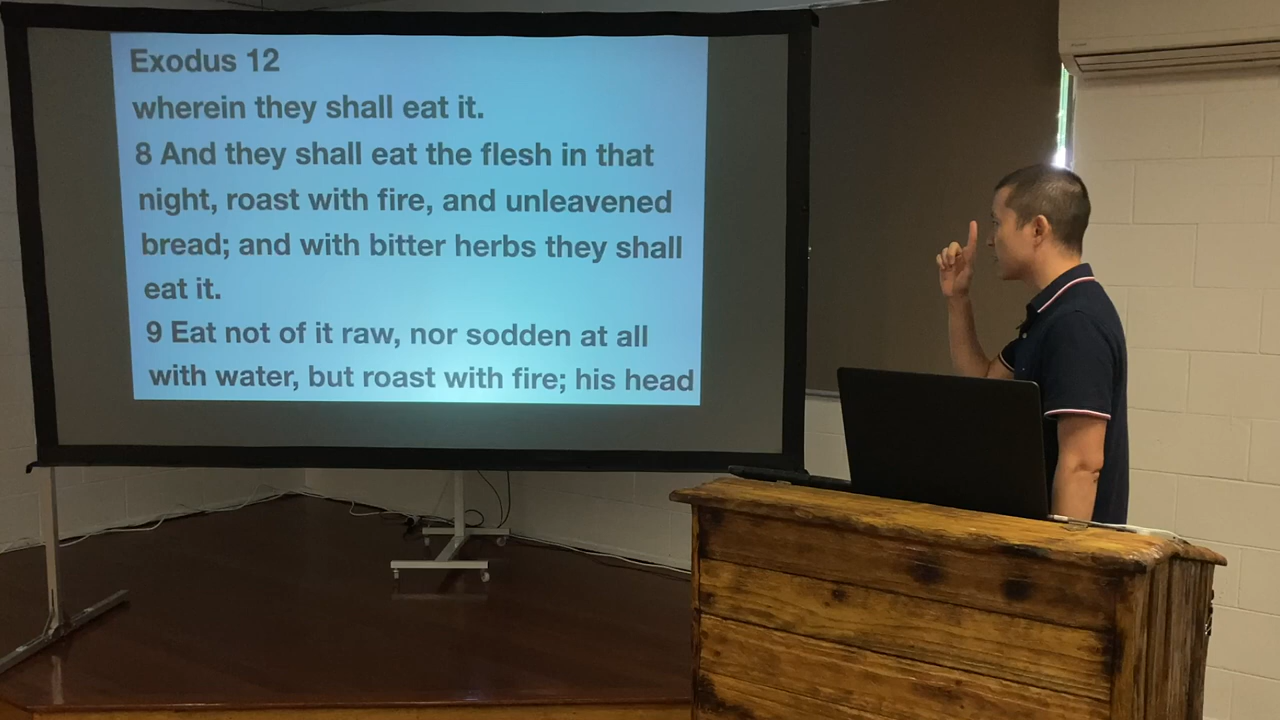 Exodus 12
wherein they shall eat it.
8 And they shall eat the flesh in that
night, roast with fire, and unleavened
bread; and with bitter herbs they shall
eat it.
9 Eat not of it raw, nor sodden at all
with water, but roast with fire; his head